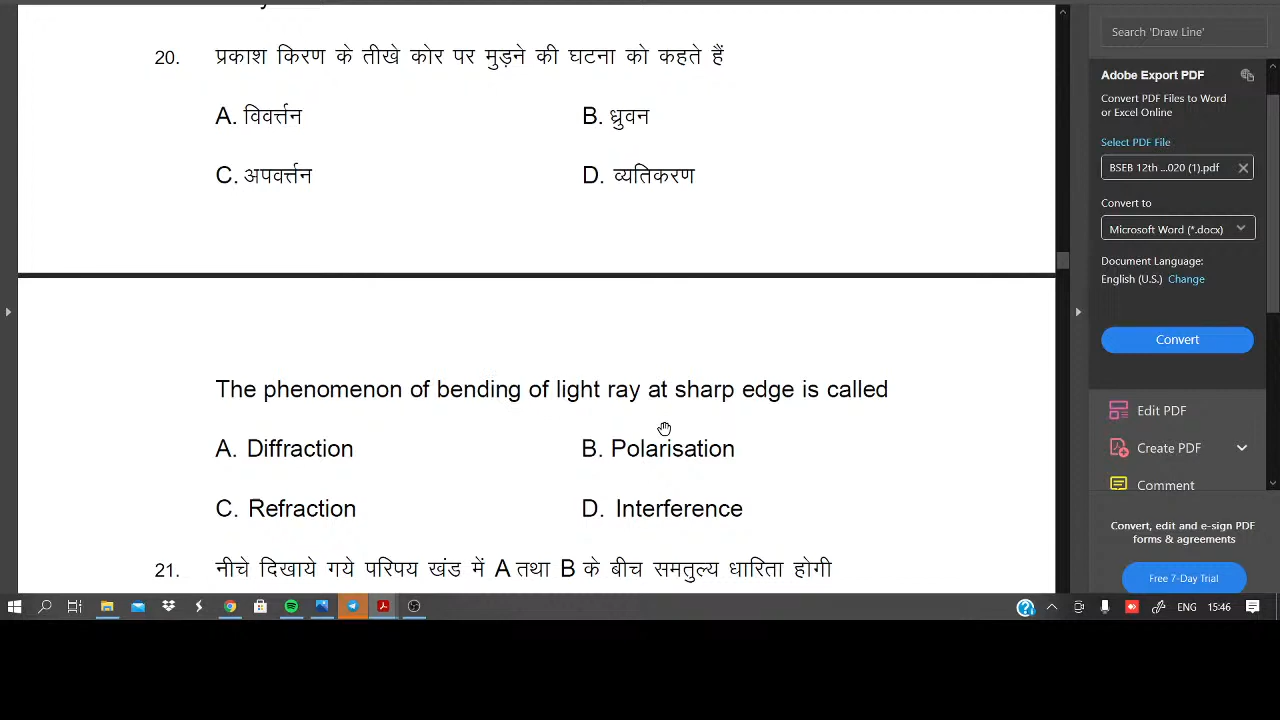 20. प्रकाश किरण के तीखे कोर पर मुड़ने की घटना को कहते हैं
A. विवर्त्तन B. ध्रुवन
C. अपवर्त्तन D. व्यतिकरण
The phenomenon of bending of light ray at sharp edge is called
A. Diffraction B. Polarisation
C. Refraction D. Interference
21. नीचे दिखाये गये परिपथ खंड में A तथा B के बीच समतुल्य धारिता होगी
Search 'Draw Line'
Adobe Export PDF
Convert PDF Files to Word
or Excel Online
Select PDF File
BSEB 12th ...020 (1).pdf
Convert to
Microsoft Word (*.docx)
Document Language:
English (U.S.) Change
Convert
Edit PDF
Create PDF
Comment
Convert, edit and e-sign PDF
forms & agreements
Free 7-Day Trial
ENG 15:46